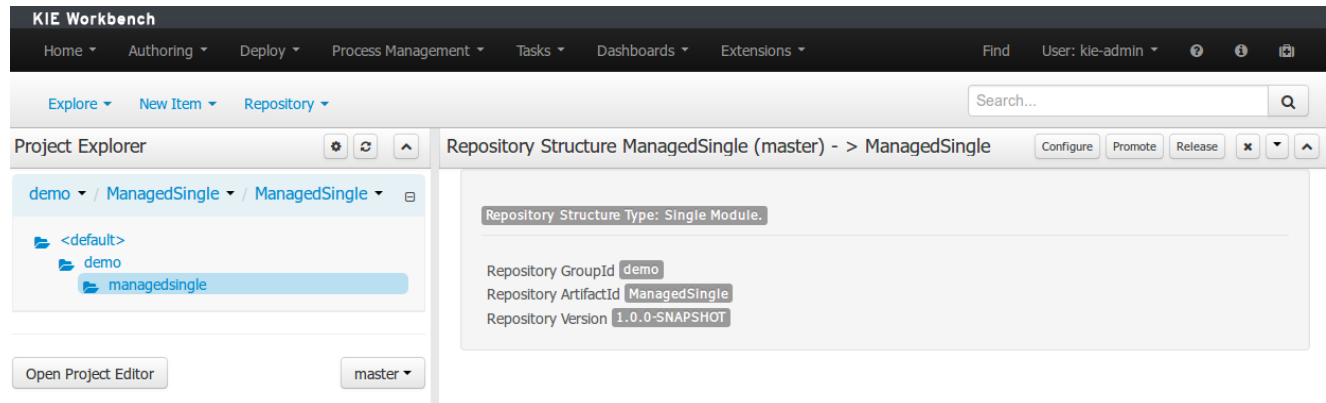 KIE Workbench
Home Authoring Deploy Process Management Tasks Dashboards Extensions Find User: kie-admin
Explore New Item Repository Search...
Project Explorer
Repository Structure ManagedSingle (master) - > ManagedSingle Configure Promote Release
demo / ManagedSingle / ManagedSingle
<default>
demo
managedsingle
Open Project Editor master
Repository Structure Type: Single Module.
Repository GroupId demo
Repository ArtifactId ManagedSingle
Repository Version 1.0.0-SNAPSHOT